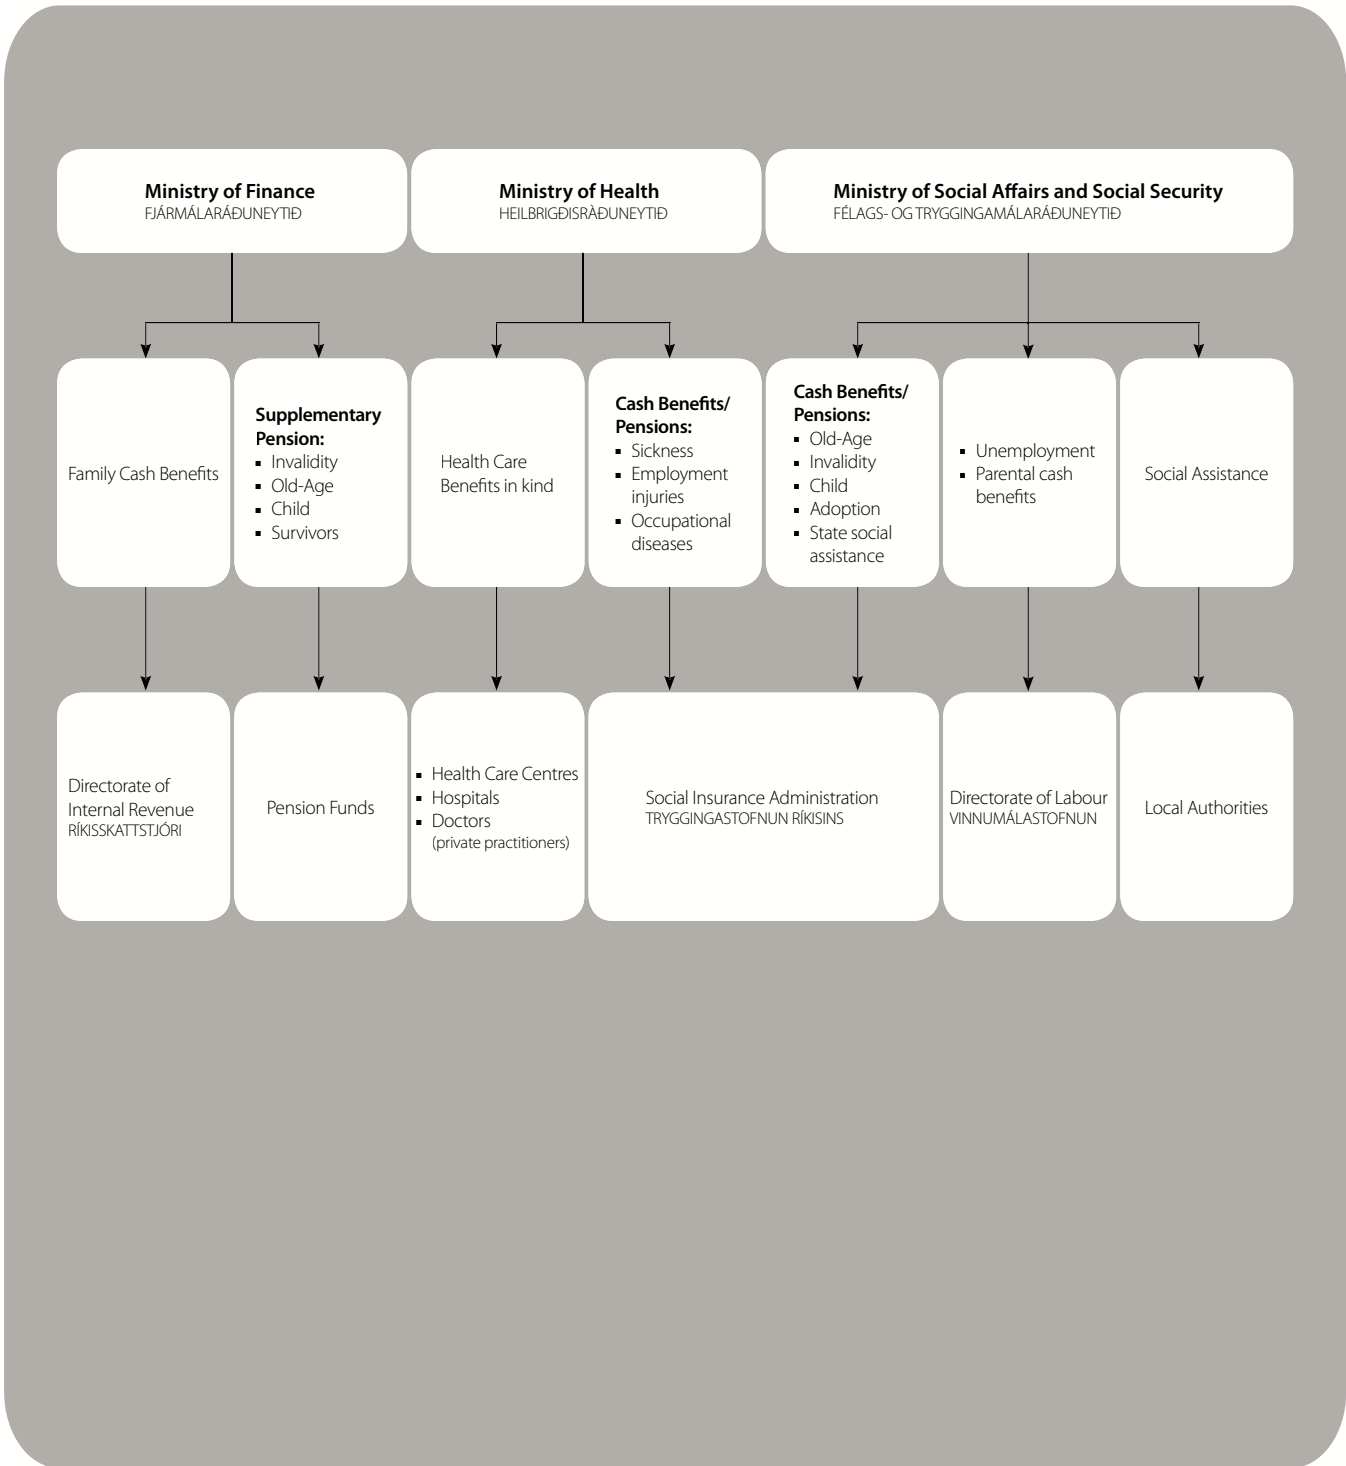 Ministry of Finance
FJÁRMÁLARÁÐUNEYTIÐ
Ministry of Health
HEILBRIGÐISRÀÐUNEYTIÐ
Ministry of Social Affairs and Social Security
FÉLAGS- OG TRYGGINGAMÁLARÁÐUNEYTIÐ
Family Cash Benefits
Supplementary
Pension:
▪ Invalidity
▪ Old-Age
▪ Child
▪ Survivors
Health Care
Benefits in kind
Cash Benefits/
Pensions:
▪ Sickness
▪ Employment
injuries
▪ Occupational
diseases
Cash Benefits/
Pensions:
▪ Old-Age
▪ Invalidity
▪ Child
▪ Adoption
▪ State social
assistance
▪ Unemployment
▪ Parental cash
benefits
Social Assistance
Directorate of
Internal Revenue
RÍKISSKATTSTJÓRI
Pension Funds
▪ Health Care Centres
▪ Hospitals
▪ Doctors
(private practitioners)
Social Insurance Administration
TRYGGINGASTOFNUN RÍKISINS
Directorate of Labour
VINNUMÁLASTOFNUN
Local Authorities